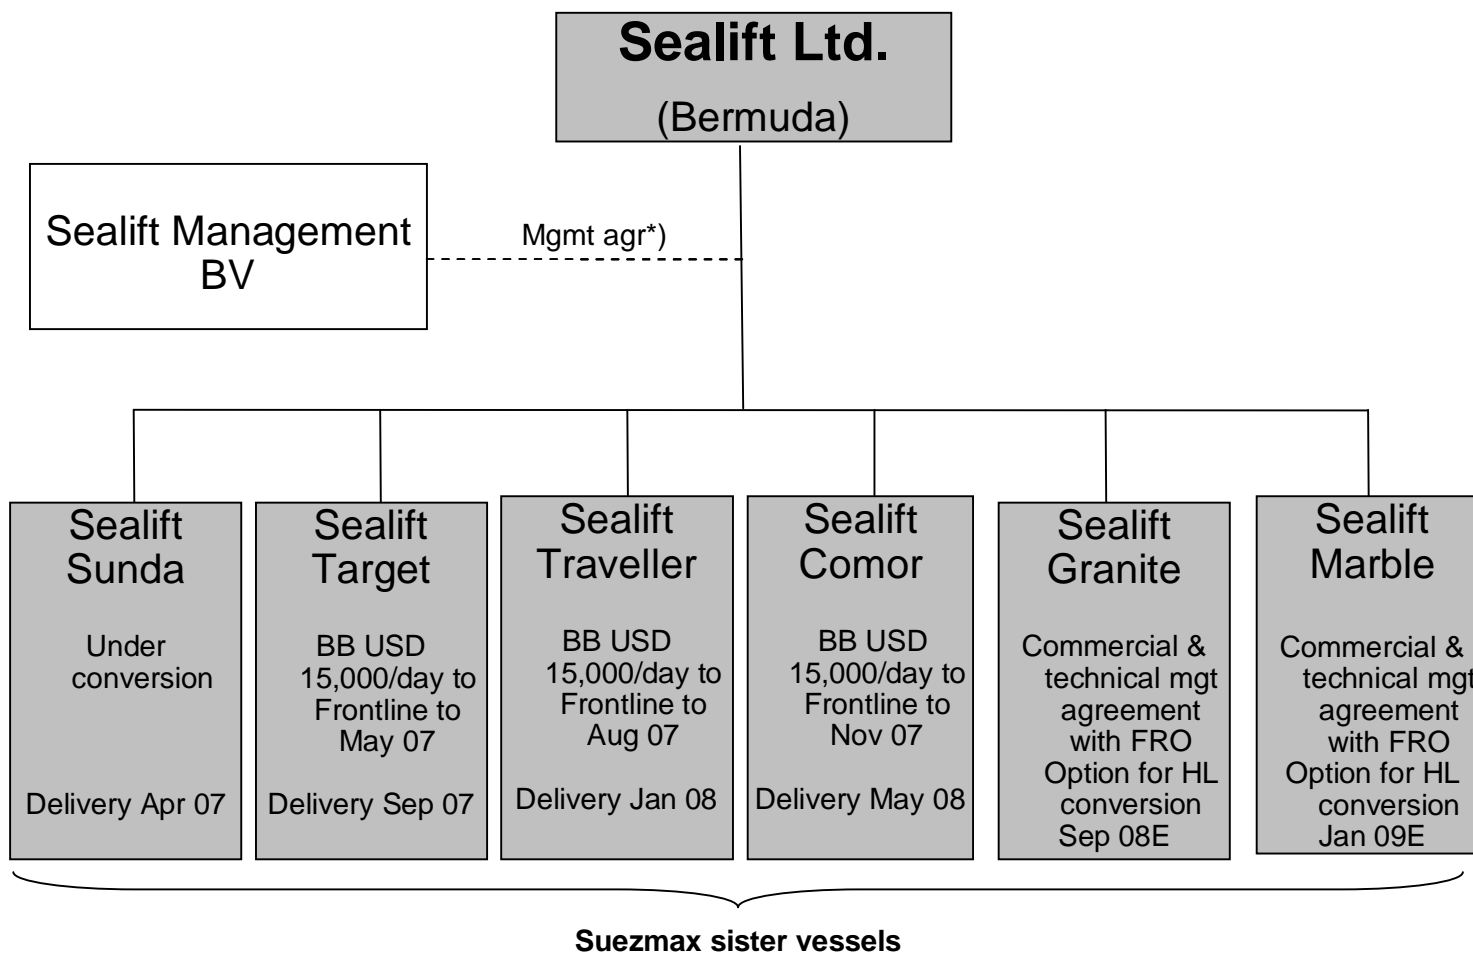 Sealift Ltd.
(Bermuda)
Sealift Management
BV
Mgmt agr*)
Sealift
Sunda
Under
conversion
Delivery Apr 07
Sealift
Target
BB USD
15,000/day to
Frontline to
May 07
Delivery Sep 07
Sealift
Traveller
BB USD
15,000/day to
Frontline to
Aug 07
Delivery Jan 08
Sealift
Comor
BB USD
15,000/day to
Frontline to
Nov 07
Delivery May 08
Sealift
Granite
Commercial &
technical mgt
agreement
with FRO
Option for HL
conversion
Sep 08E
Sealift
Marble
Commercial &
technical mgt
agreement
with FRO
Option for HL
conversion
Jan 09E
Suezmax sister vessels